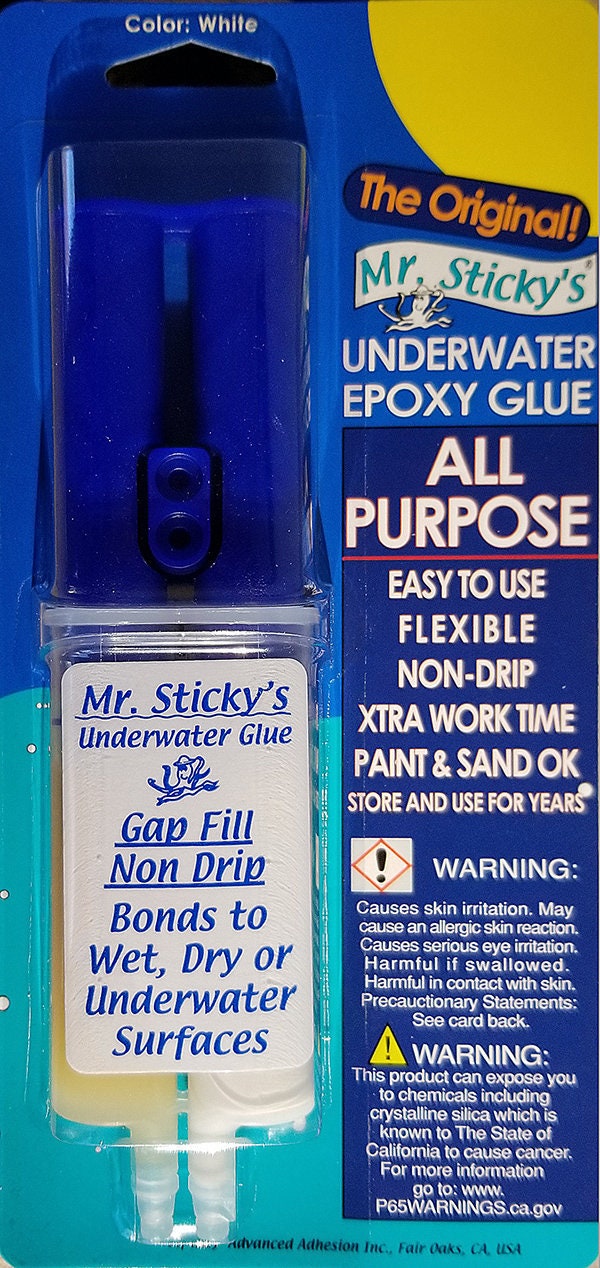 Color: White
The Original!
Mr. Sticky's®
UNDERWATER
EPOXY GLUE
ALL
PURPOSE
EASY TO USE
FLEXIBLE
NON-DRIP
XTRA WORK TIME
PAINT & SAND OK
STORE AND USE FOR YEARS
WARNING:
Causes skin irritation. May
cause an allergic skin reaction.
Causes serious eye irritation.
Harmful if swallowed.
Harmful in contact with skin.
Precautionary Statements:
See card back.
WARNING:
This product can expose you
to chemicals including
crystalline silica which is
known to The State of
California to cause cancer.
For more information
go to: www.
P65WARNINGS.ca.gov
Mr. Sticky's
Underwater Glue
Gap Fill
Non Drip
Bonds to
Wet, Dry or
Underwater
Surfaces
Advanced Adhesion Inc., Fair Oaks, CA, USA